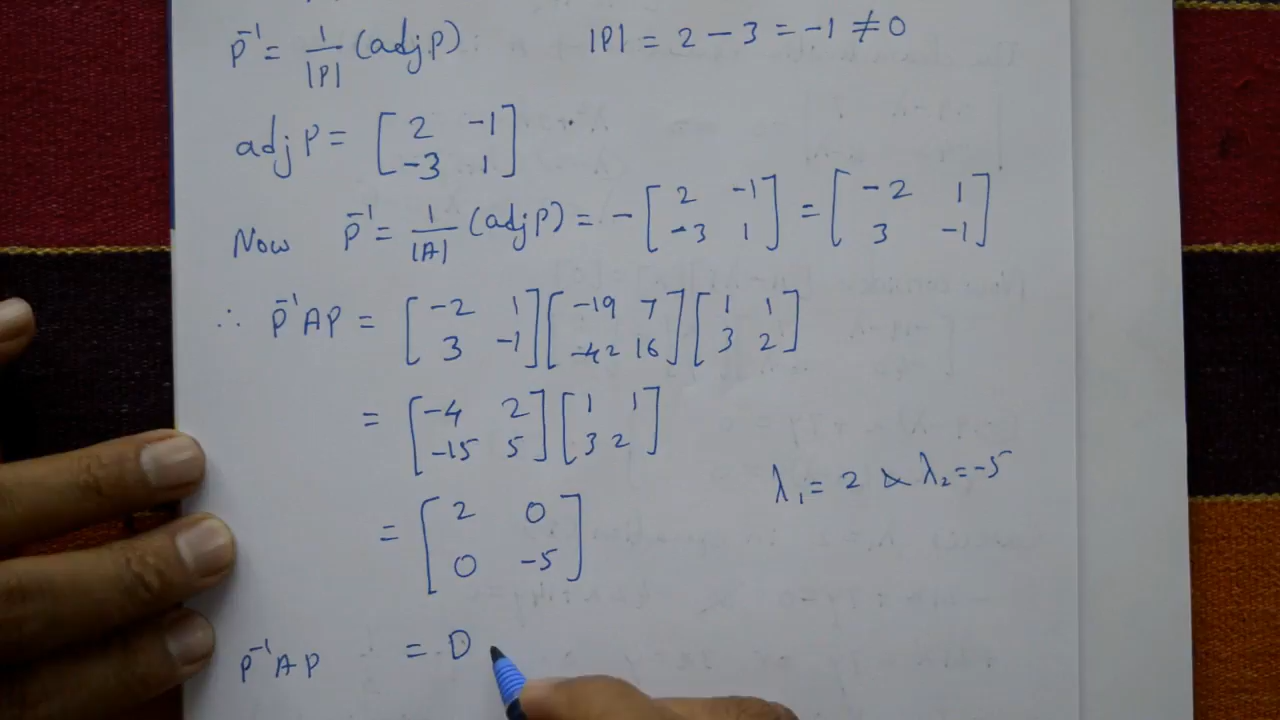 P⁻¹ = 1/|P| (adj P)   |P| = 2 - 3 = -1 ≠ 0
adj P = [2 -1; -3 1]
Now P⁻¹ = 1/|A| (adj P) = - [2 -1; -3 1] = [-2 1; 3 -1]
∴ P⁻¹AP = [-2 1; 3 -1] [-19 7; -42 16] [1 1; 3 2]
= [-4 2; -15 5] [1 1; 3 2]
λ₁ = 2 & λ₂ = -5
= [2 0; 0 -5]
P⁻¹AP = D